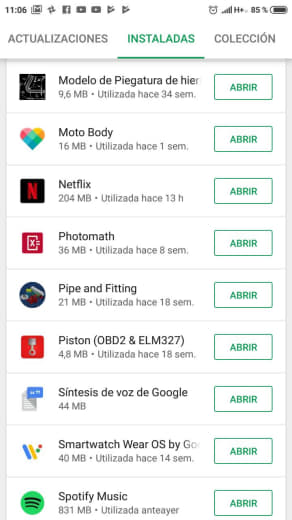 11:06 H+ 85 %
ACTUALIZACIONES INSTALADAS COLECCIÓN
Modelo de Piegatura de hier
9,6 MB • Utilizada hace 34 sem.
ABRIR
Moto Body
16 MB • Utilizada hace 1 sem.
ABRIR
Netflix
204 MB • Utilizada hace 13 h
ABRIR
Photomath
36 MB • Utilizada hace 8 sem.
ABRIR
Pipe and Fitting
21 MB • Utilizada hace 18 sem.
ABRIR
Piston (OBD2 & ELM327)
4,8 MB • Utilizada hace 18 sem.
ABRIR
Síntesis de voz de Google
44 MB
ABRIR
Smartwatch Wear OS by Go
40 MB • Utilizada hace 14 sem.
ABRIR
Spotify Music
831 MB • Utilizada anteayer
ABRIR